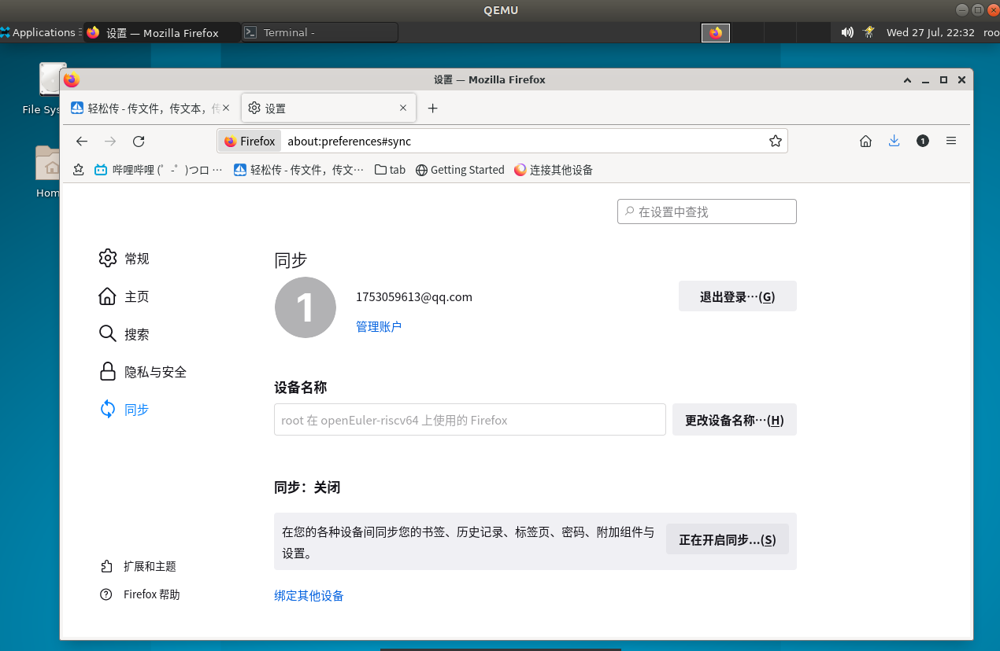 QEMU
Applications
设置 — Mozilla Firefox
Terminal -
Wed 27 Jul, 22:32
roo
File Sys
Hom
设置 — Mozilla Firefox
轻松传 - 传文件，传文本，传
设置
Firefox
about:preferences#sync
1
哔哩哔哩 (゜-゜)つロ …
轻松传 - 传文件，传文…
tab
Getting Started
连接其他设备
在设置中查找
常规
主页
搜索
隐私与安全
同步
扩展和主题
Firefox 帮助
同步
1
1753059613@qq.com
退出登录…(G)
管理账户
设备名称
root 在 openEuler-riscv64 上使用的 Firefox
更改设备名称…(H)
同步：关闭
在您的各种设备间同步您的书签、历史记录、标签页、密码、附加组件与
设置。
正在开启同步...(S)
绑定其他设备